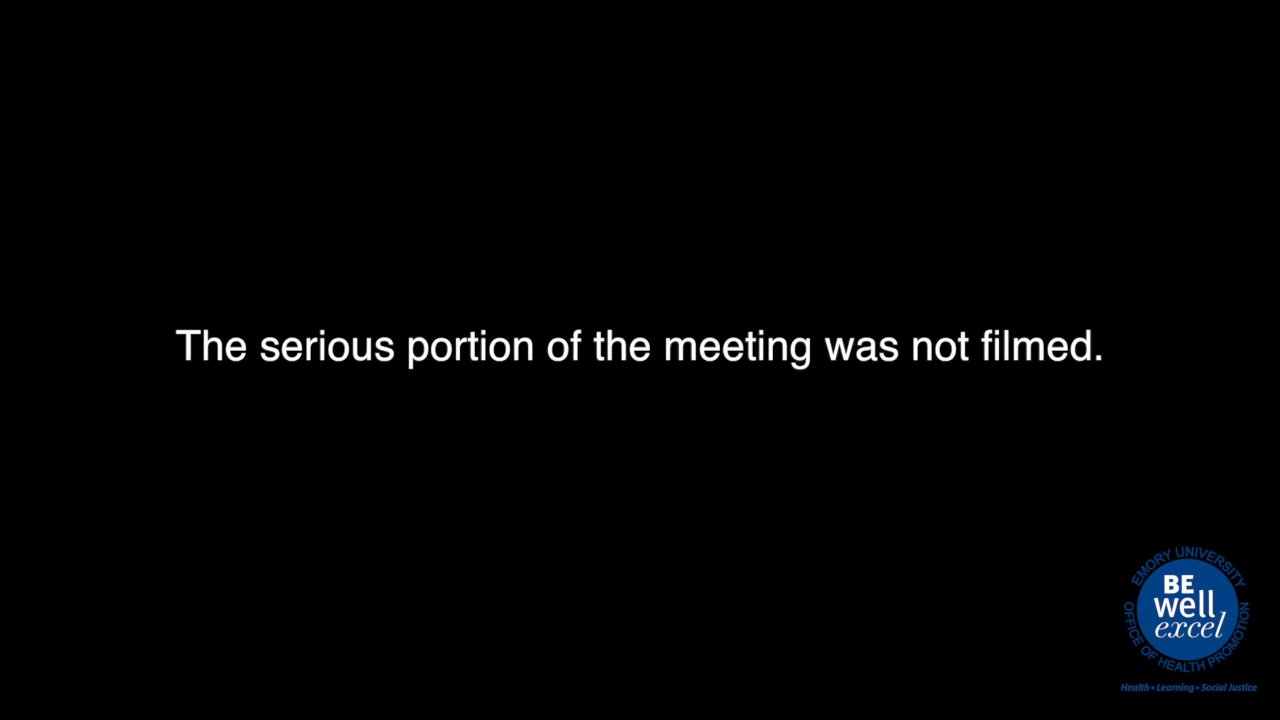 The serious portion of the meeting was not filmed.
EMORY UNIVERSITY
BE
well
excel
OFFICE OF HEALTH PROMOTION
Health • Learning • Social Justice